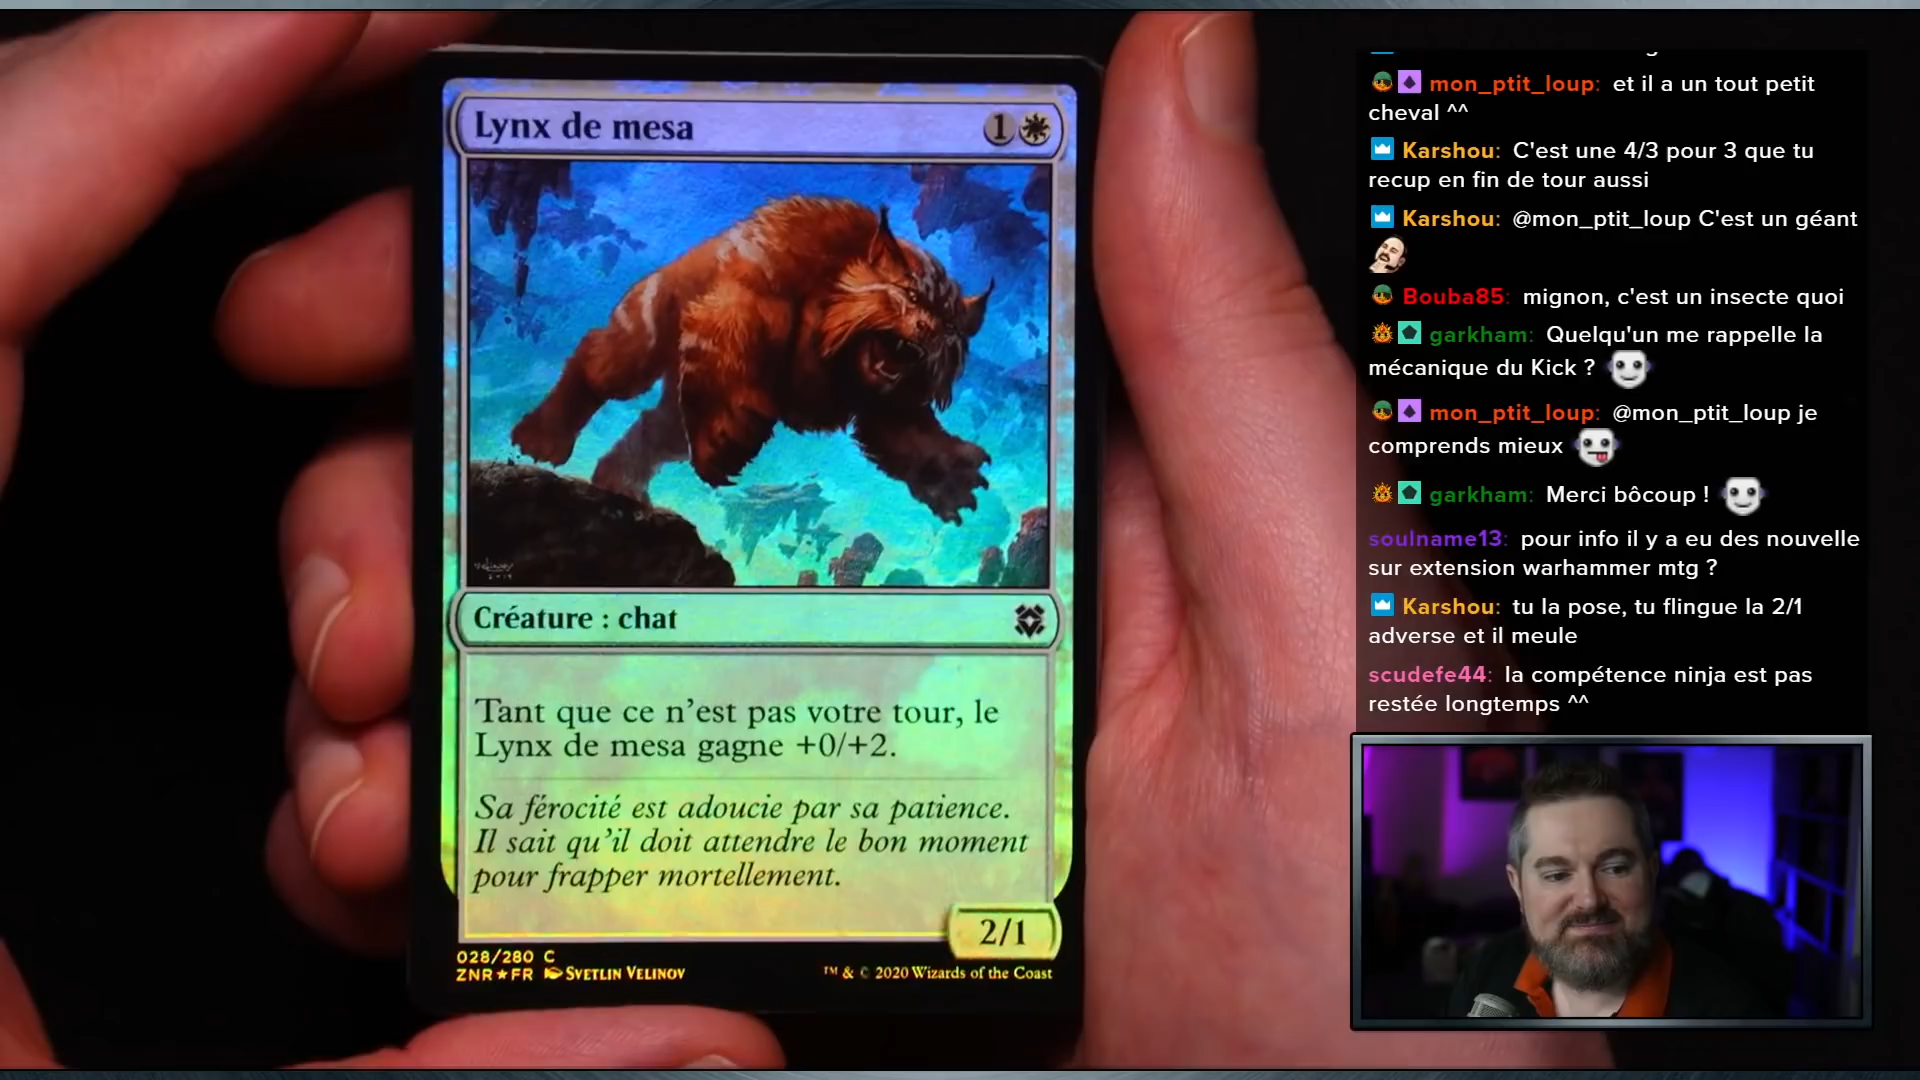 Lynx de mesa
1
Créature : chat
Tant que ce n'est pas votre tour, le
Lynx de mesa gagne +0/+2.
Sa férocité est adoucie par sa patience.
Il sait qu'il doit attendre le bon moment
pour frapper mortellement.
2/1
028/280 C
ZNR★FR SVETLIN VELINOV
™ & © 2020 Wizards of the Coast
mon_ptit_loup: et il a un tout petit
cheval ^^
Karshou: C'est une 4/3 pour 3 que tu
recup en fin de tour aussi
Karshou: @mon_ptit_loup C'est un géant
Bouba85: mignon, c'est un insecte quoi
garkham: Quelqu'un me rappelle la
mécanique du Kick ?
mon_ptit_loup: @mon_ptit_loup je
comprends mieux
garkham: Merci bôcoup !
soulname13: pour info il y a eu des nouvelle
sur extension warhammer mtg ?
Karshou: tu la pose, tu flingue la 2/1
adverse et il meule
scudefe44: la compétence ninja est pas
restée longtemps ^^